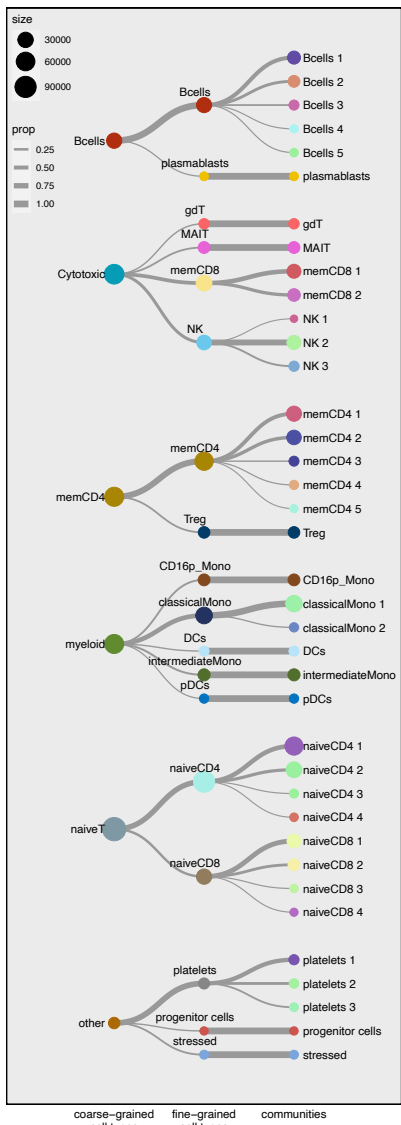 size
30000
60000
90000
prop
0.25
0.50
0.75
1.00
Bcells
Bcells
plasmablasts
Bcells 1
Bcells 2
Bcells 3
Bcells 4
Bcells 5
plasmablasts
Cytotoxic
gdT
MAIT
memCD8
NK
gdT
MAIT
memCD8 1
memCD8 2
NK 1
NK 2
NK 3
memCD4
memCD4
Treg
memCD4 1
memCD4 2
memCD4 3
memCD4 4
memCD4 5
Treg
myeloid
CD16p_Mono
classicalMono
DCs
intermediateMono
pDCs
CD16p_Mono
classicalMono 1
classicalMono 2
DCs
intermediateMono
pDCs
naiveT
naiveCD4
naiveCD8
naiveCD4 1
naiveCD4 2
naiveCD4 3
naiveCD4 4
naiveCD8 1
naiveCD8 2
naiveCD8 3
naiveCD8 4
other
platelets
progenitor cells
stressed
platelets 1
platelets 2
platelets 3
progenitor cells
stressed
coarse−grained
fine−grained
communities